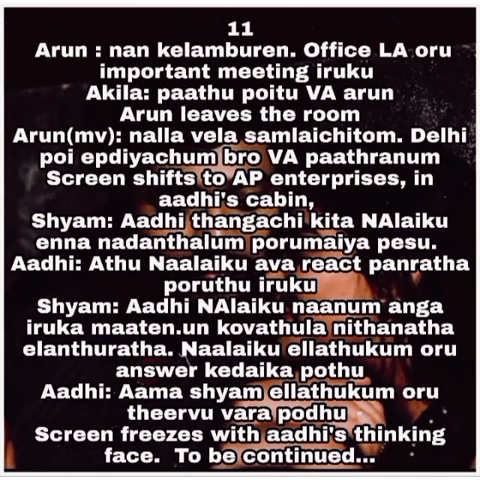 11
Arun : nan kelamburen. Office LA oru
important meeting iruku
Akila: paathu poitu VA arun
Arun leaves the room
Arun(mv): nalla vela samlaichitom. Delhi
poi epdiyachum bro VA paathranum
Screen shifts to AP enterprises, in
aadhi's cabin,
Shyam: Aadhi thangachi kita NAlaiku
enna nadanthalum porumaiya pesu.
Aadhi: Athu Naalaiku ava react panratha
poruthu iruku
Shyam: Aadhi NAlaiku naanum anga
iruka maaten.un kovathula nithanatha
elanthuratha. Naalaiku ellathukum oru
answer kedaika pothu
Aadhi: Aama shyam ellathukum oru
theervu vara podhu
Screen freezes with aadhi's thinking
face.  To be continued...